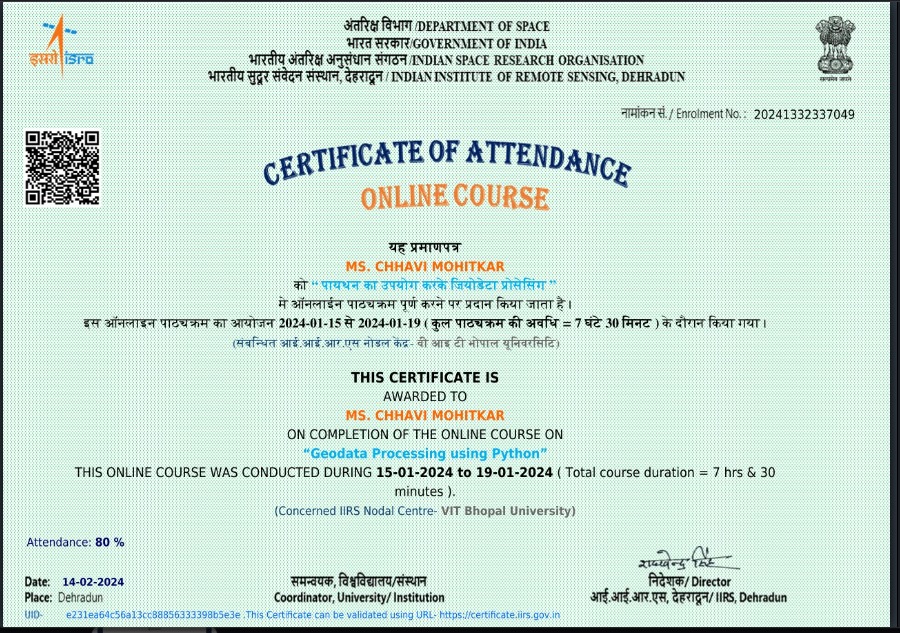 अंतरिक्ष विभाग /DEPARTMENT OF SPACE
भारत सरकार/GOVERNMENT OF INDIA
भारतीय अंतरिक्ष अनुसंधान संगठन /INDIAN SPACE RESEARCH ORGANISATION
भारतीय सुदूर संवेदन संस्थान, देहरादून / INDIAN INSTITUTE OF REMOTE SENSING, DEHRADUN
इसरो isro
सत्यमेव जयते
नामांकन सं. / Enrolment No. : 20241332337049
CERTIFICATE OF ATTENDANCE
ONLINE COURSE
यह प्रमाणपत्र
MS. CHHAVI MOHITKAR
को “ पायथन का उपयोग करके जियोडेटा प्रोसेसिंग ”
मे ऑनलाईन पाठ्यक्रम पूर्ण करने पर प्रदान किया जाता है।
इस ऑनलाइन पाठ्यक्रम का आयोजन 2024-01-15 से 2024-01-19 ( कुल पाठ्यक्रम की अवधि = 7 घंटे 30 मिनट ) के दौरान किया गया।
(संबन्धित आई.आई.आर.एस नोडल केंद्र- वी आइ टी भोपाल यूनिवरसिटि)
THIS CERTIFICATE IS
AWARDED TO
MS. CHHAVI MOHITKAR
ON COMPLETION OF THE ONLINE COURSE ON
“Geodata Processing using Python”
THIS ONLINE COURSE WAS CONDUCTED DURING 15-01-2024 to 19-01-2024 ( Total course duration = 7 hrs & 30
minutes ).
(Concerned IIRS Nodal Centre- VIT Bhopal University)
Attendance: 80 %
Date: 14-02-2024
Place: Dehradun
समन्वयक, विश्वविद्यालय/संस्थान
Coordinator, University/ Institution
निदेशक/ Director
आई.आई.आर.एस, देहरादून/ IIRS, Dehradun
UID- e231ea64c56a13cc88856333398b5e3e .This Certificate can be validated using URL- https://certificate.iirs.gov.in